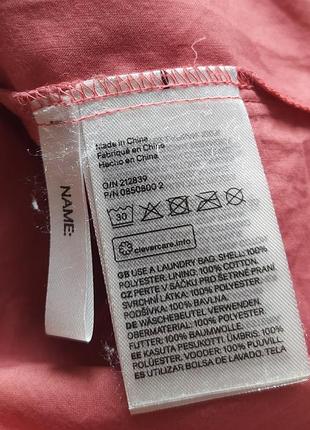 NAME:
Made in China
Fabriqué en China
Hecho en China
O/N 212839
P/N 0850800 2
30
clevercare.info
GB USE A LAUNDRY BAG, SHELL: 100%
POLYESTER, LINING: 100% COTTON.
CZ PERTE V SÁČKU PRO ŠETRNÉ PRANÍ
SVRCHNÍ LÁTKA: 100% POLYESTER,
PODŠÍVKA: 100% BAVLNA.
DE WÄSCHEBEUTEL VERWENDEN.
OBERMATERIAL: 100% POLYESTER,
FUTTER: 100% BAUMWOLLE
EE KASUTA PESUKOTTI. ÜMBRIS: 100%
POLÜESTER, VOODER: 100% PUUVILL
ES UTILIZAR BOLSA DE LAVADO, TELA